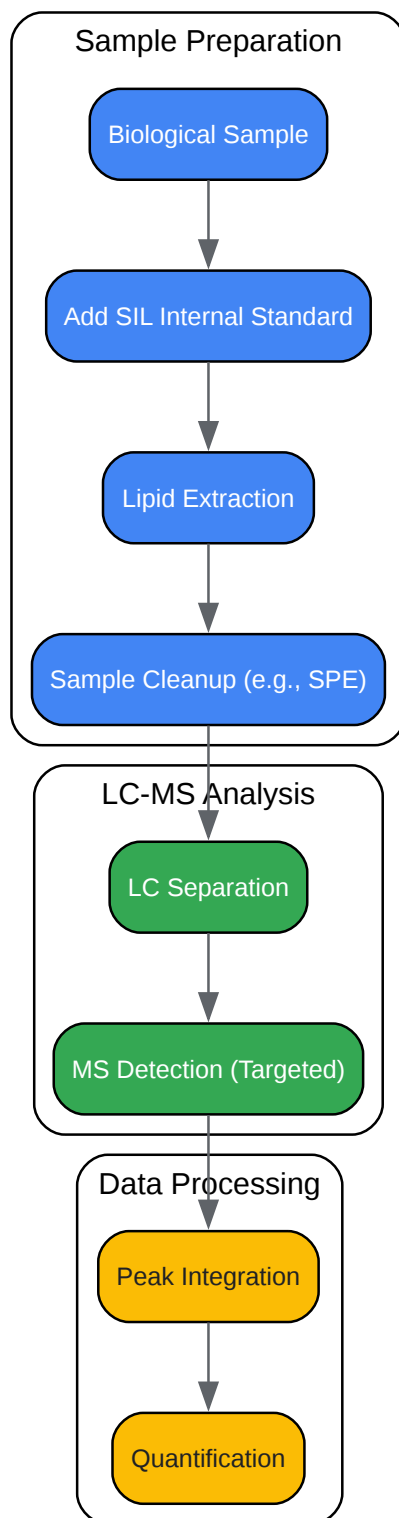 Sample Preparation
Biological Sample
Add SIL Internal Standard
Lipid Extraction
Sample Cleanup (e.g., SPE)
LC-MS Analysis
LC Separation
MS Detection (Targeted)
Data Processing
Peak Integration
Quantification